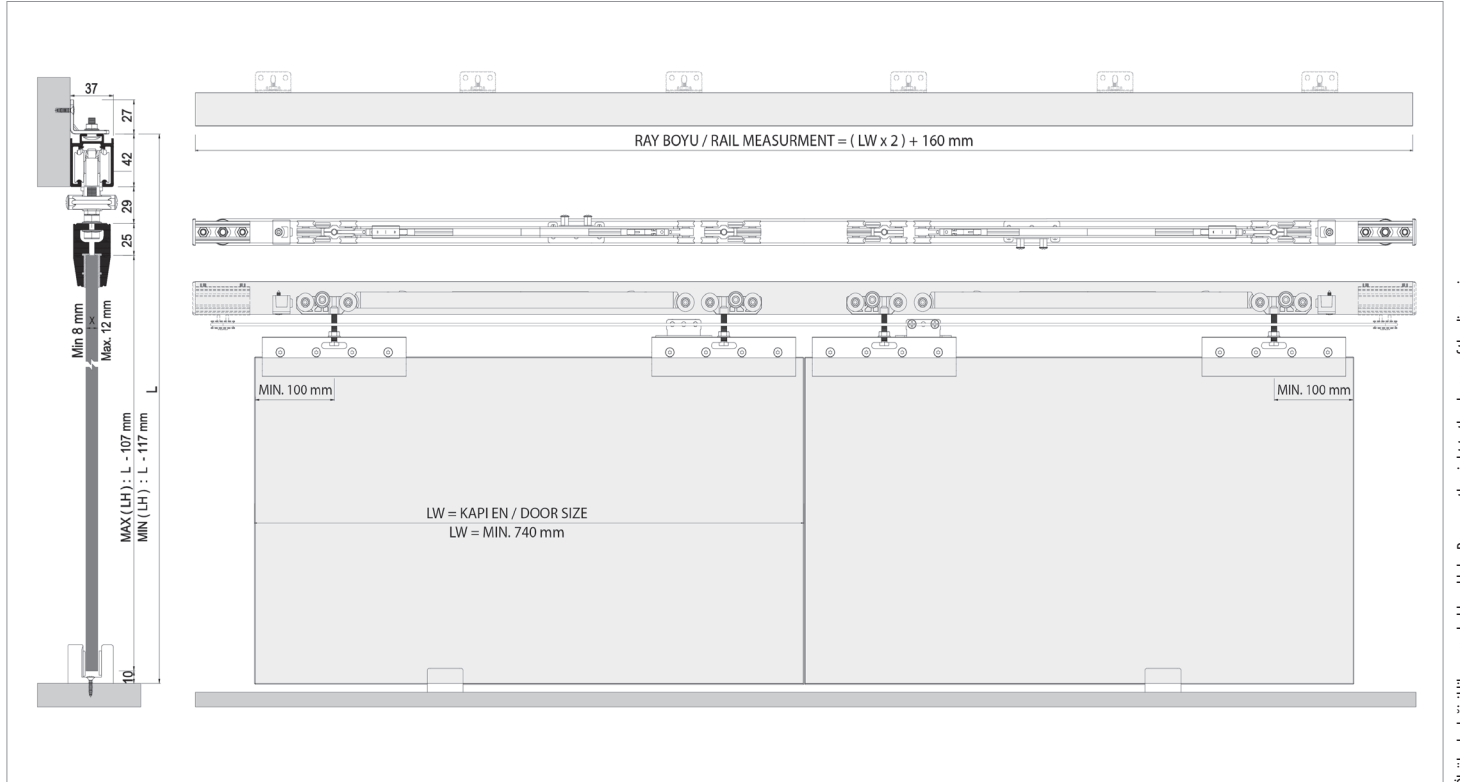 37
27
42
29
25
Min 8 mm
X
Max. 12 mm
L
MAX ( LH ) : L - 107 mm
MIN ( LH ) : L - 117 mm
10
RAY BOYU / RAIL MEASURMENT = ( LW x 2 ) + 160 mm
MIN. 100 mm
MIN. 100 mm
LW = KAPI EN / DOOR SIZE
LW = MIN. 740 mm